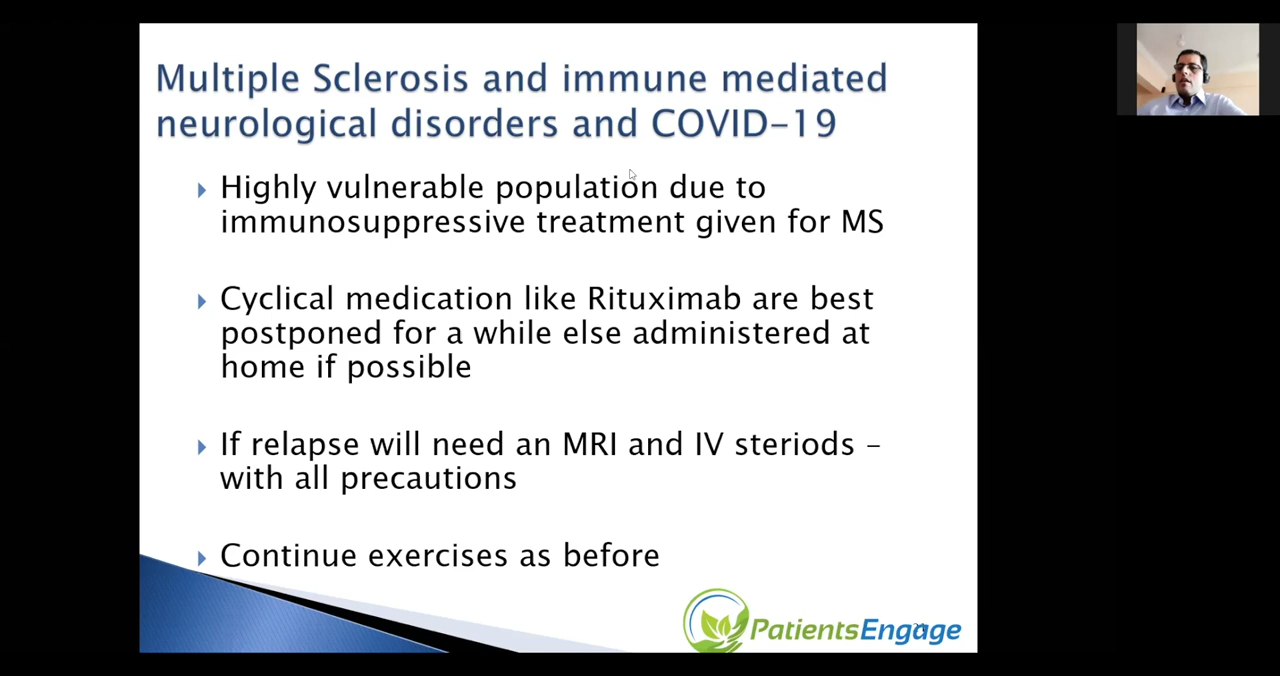 Multiple Sclerosis and immune mediated
neurological disorders and COVID-19
Highly vulnerable population due to
immunosuppressive treatment given for MS
Cyclical medication like Rituximab are best
postponed for a while else administered at
home if possible
If relapse will need an MRI and IV steriods –
with all precautions
Continue exercises as before
PatientsEngage